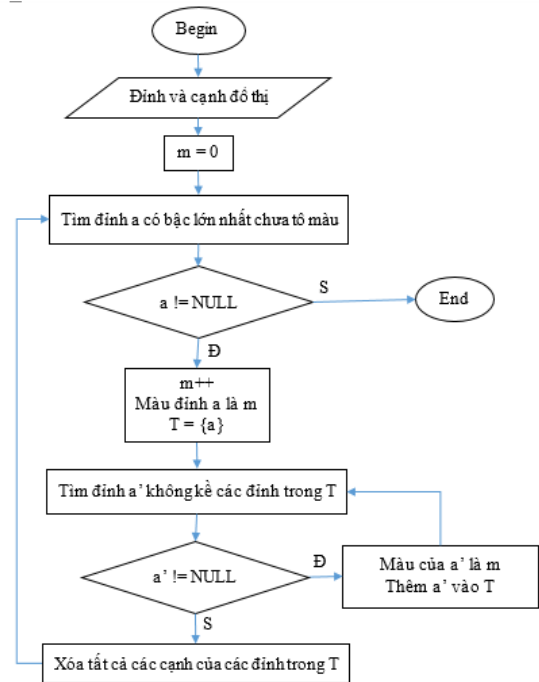 Begin
Đỉnh và cạnh đồ thị
m = 0
Tìm đỉnh a có bậc lớn nhất chưa tô màu
a != NULL
S
End
Đ
m++
Màu đỉnh a là m
T = {a}
Tìm đỉnh a' không kề các đỉnh trong T
a' != NULL
Đ
Màu của a' là m
Thêm a' vào T
S
Xóa tất cả các cạnh của các đỉnh trong T